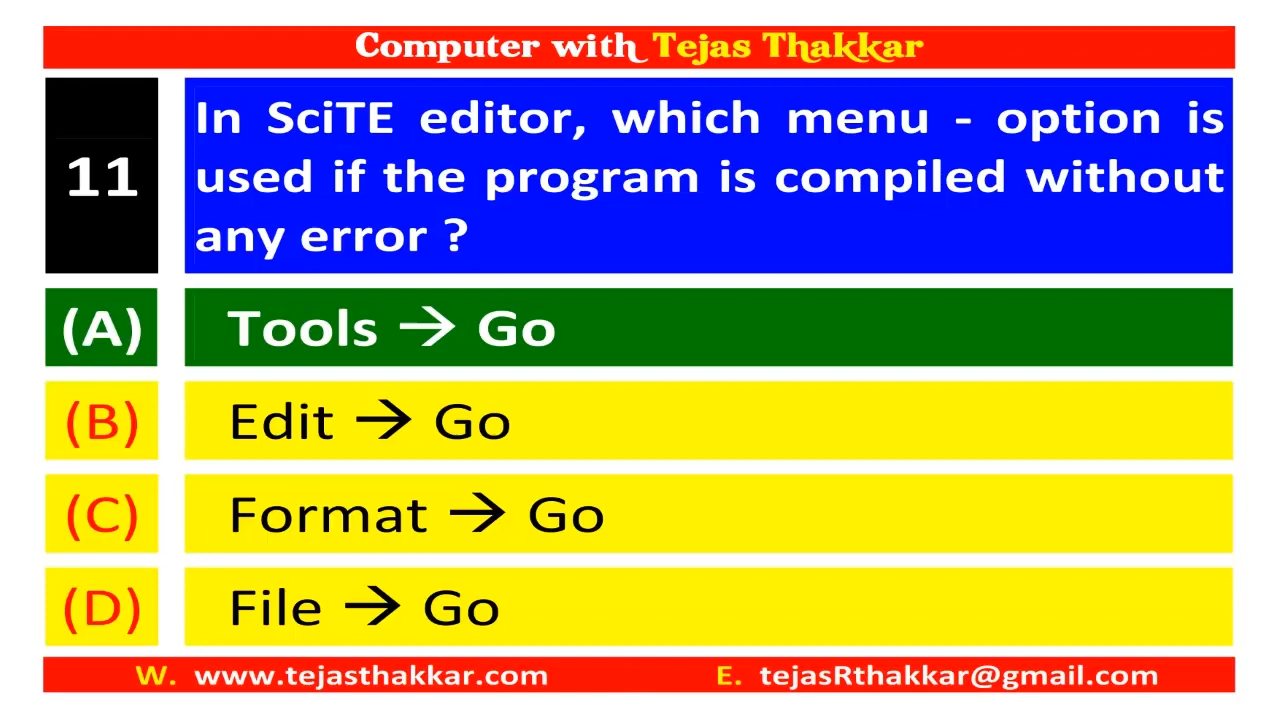 Computer with Tejas Thakkar
11
In SciTE editor, which menu - option is
used if the program is compiled without
any error ?
(A) Tools → Go
(B) Edit → Go
(C) Format → Go
(D) File → Go
W. www.tejasthakkar.com E. tejasRthakkar@gmail.com